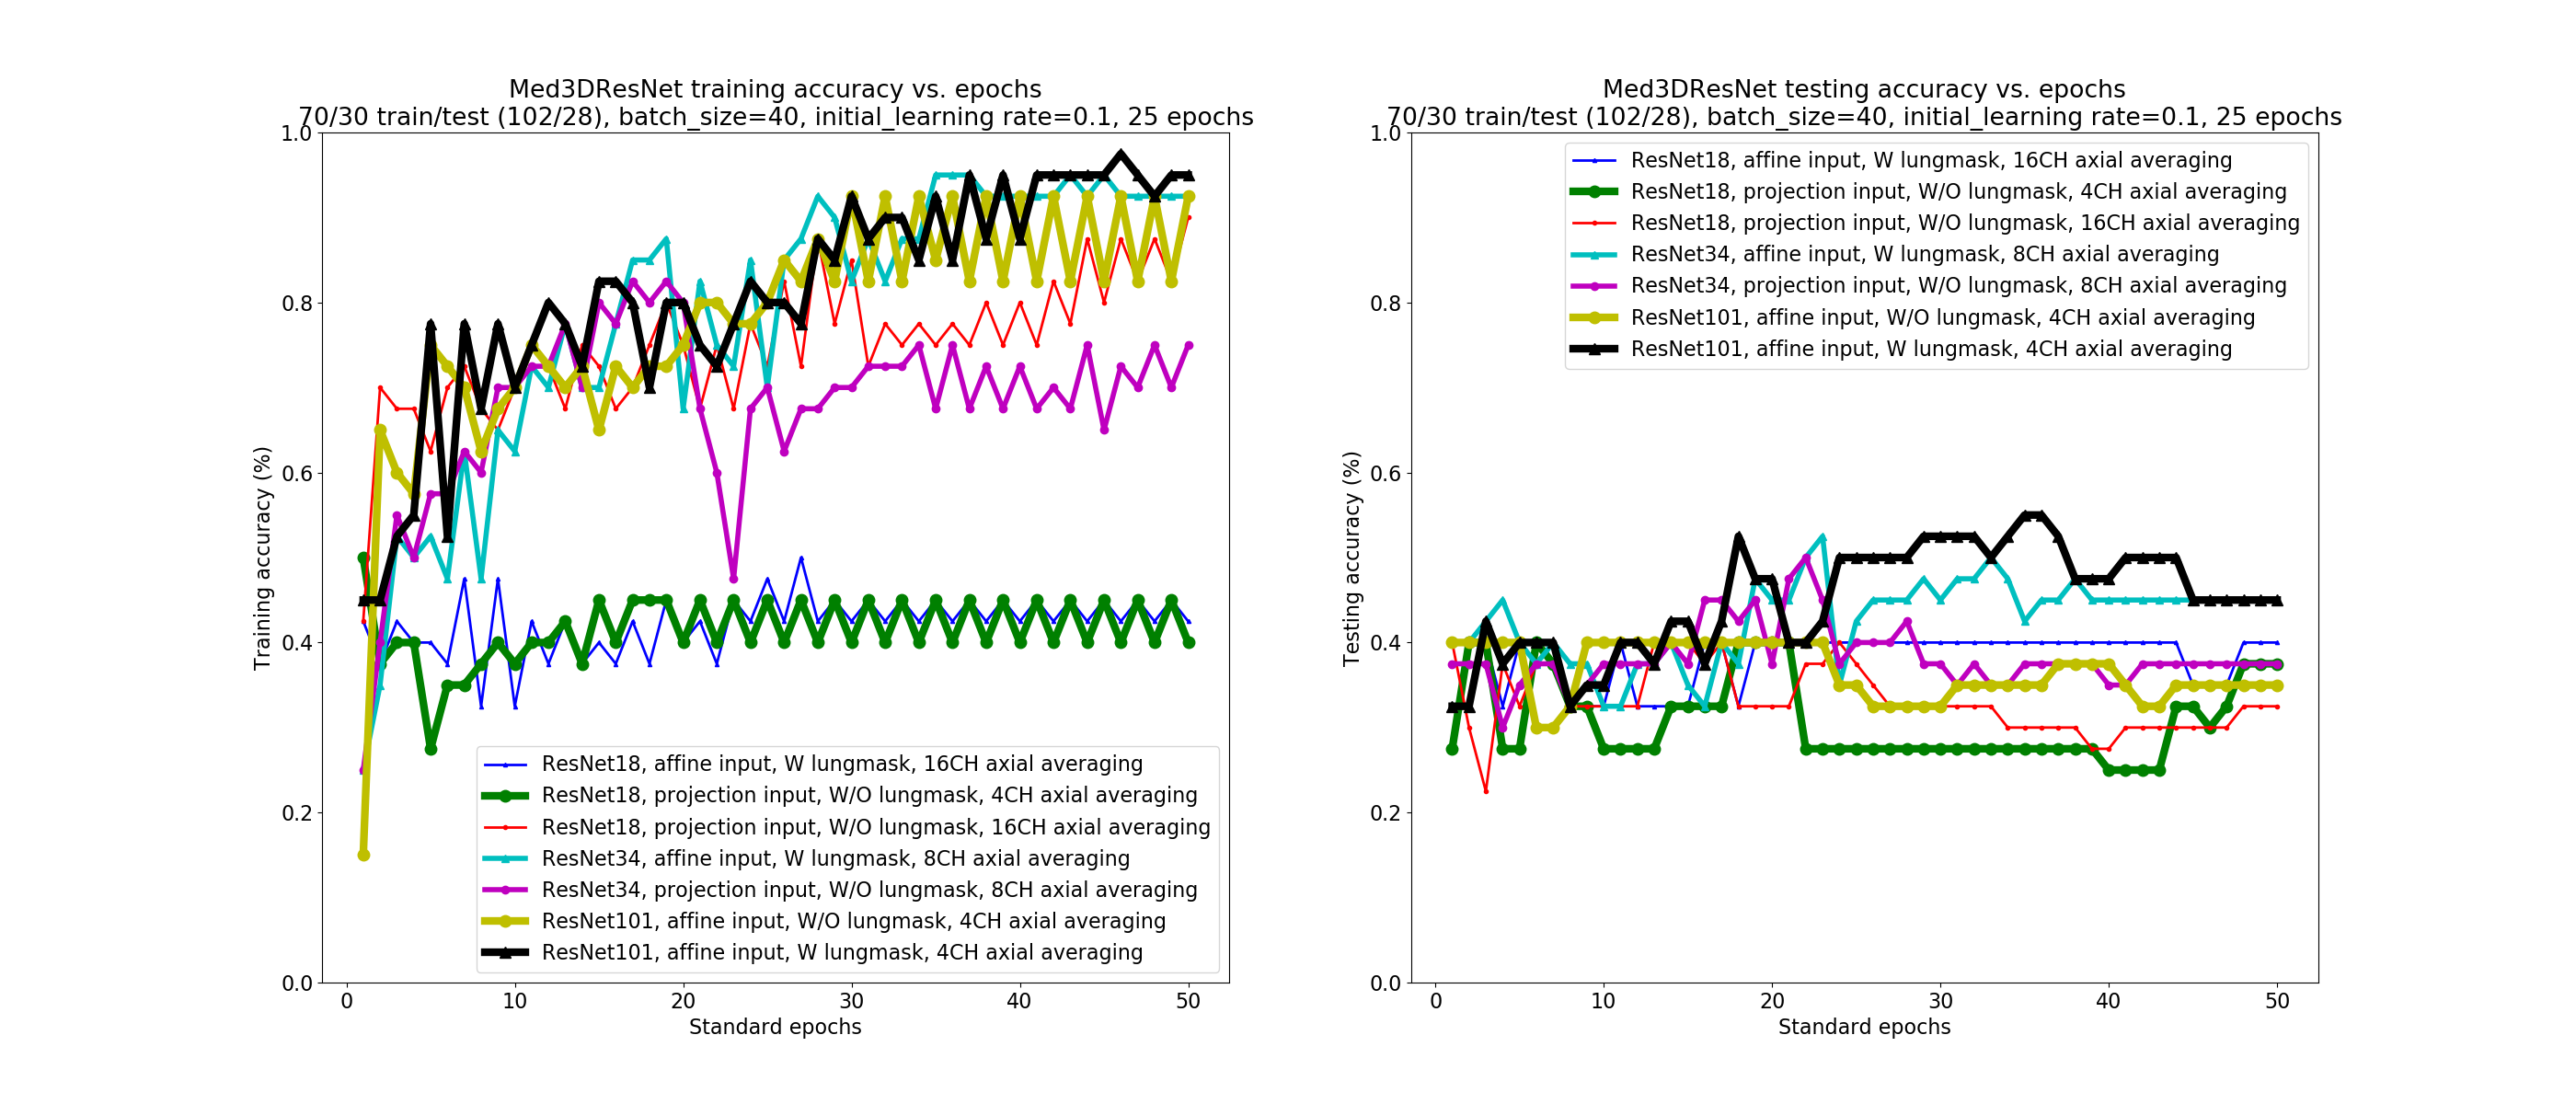 Med3DResNet training accuracy vs. epochs
70/30 train/test (102/28), batch_size=40, initial_learning rate=0.1, 25 epochs
1.0
0.8
0.6
0.4
0.2
0.0
Training accuracy (%)
ResNet18, affine input, W lungmask, 16CH axial averaging
ResNet18, projection input, W/O lungmask, 4CH axial averaging
ResNet18, projection input, W/O lungmask, 16CH axial averaging
ResNet34, affine input, W lungmask, 8CH axial averaging
ResNet34, projection input, W/O lungmask, 8CH axial averaging
ResNet101, affine input, W/O lungmask, 4CH axial averaging
ResNet101, affine input, W lungmask, 4CH axial averaging
0 10 20 30 40 50
Standard epochs
Med3DResNet testing accuracy vs. epochs
70/30 train/test (102/28), batch_size=40, initial_learning rate=0.1, 25 epochs
1.0
0.8
0.6
0.4
0.2
0.0
Testing accuracy (%)
ResNet18, affine input, W lungmask, 16CH axial averaging
ResNet18, projection input, W/O lungmask, 4CH axial averaging
ResNet18, projection input, W/O lungmask, 16CH axial averaging
ResNet34, affine input, W lungmask, 8CH axial averaging
ResNet34, projection input, W/O lungmask, 8CH axial averaging
ResNet101, affine input, W/O lungmask, 4CH axial averaging
ResNet101, affine input, W lungmask, 4CH axial averaging
0 10 20 30 40 50
Standard epochs